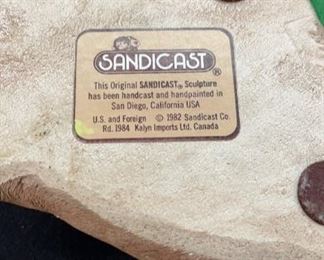 SANDICAST®
This Original SANDICAST® Sculpture
has been handcast and handpainted in
San Diego, California USA
U.S. and Foreign © 1982 Sandicast Co.
Rd. 1984 Kalyn Imports Ltd. Canada